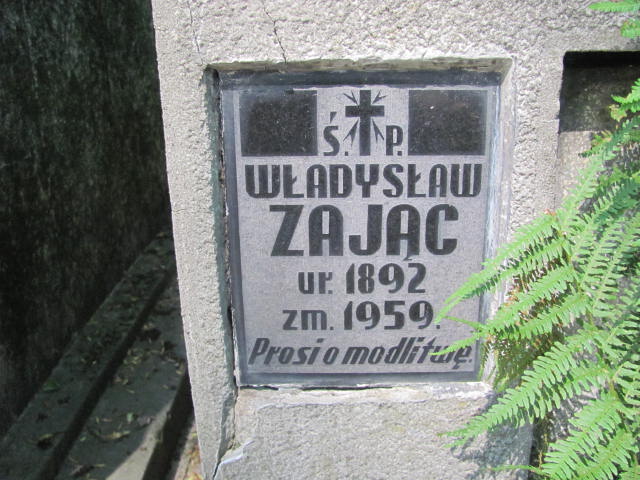 Ś. P.
WŁADYSŁAW
ZAJĄC
ur. 1892
zm. 1959.
Prosi o modlitwę.